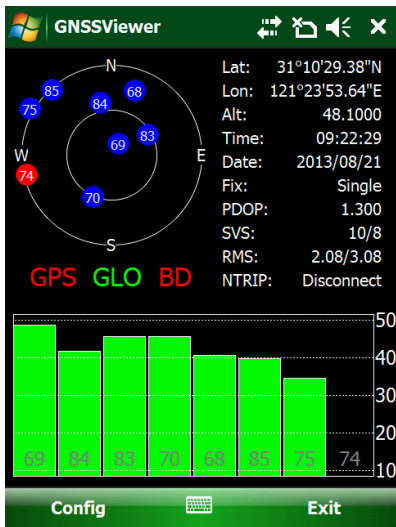 GNSSViewer
N
W
E
S
85
75
84
68
83
69
74
70
GPS GLO BD
Lat: 31°10'29.38"N
Lon: 121°23'53.64"E
Alt: 48.1000
Time: 09:22:29
Date: 2013/08/21
Fix: Single
PDOP: 1.300
SVS: 10/8
RMS: 2.08/3.08
NTRIP: Disconnect
50
40
30
20
10
69 84 83 70 68 85 75 74
Config Exit